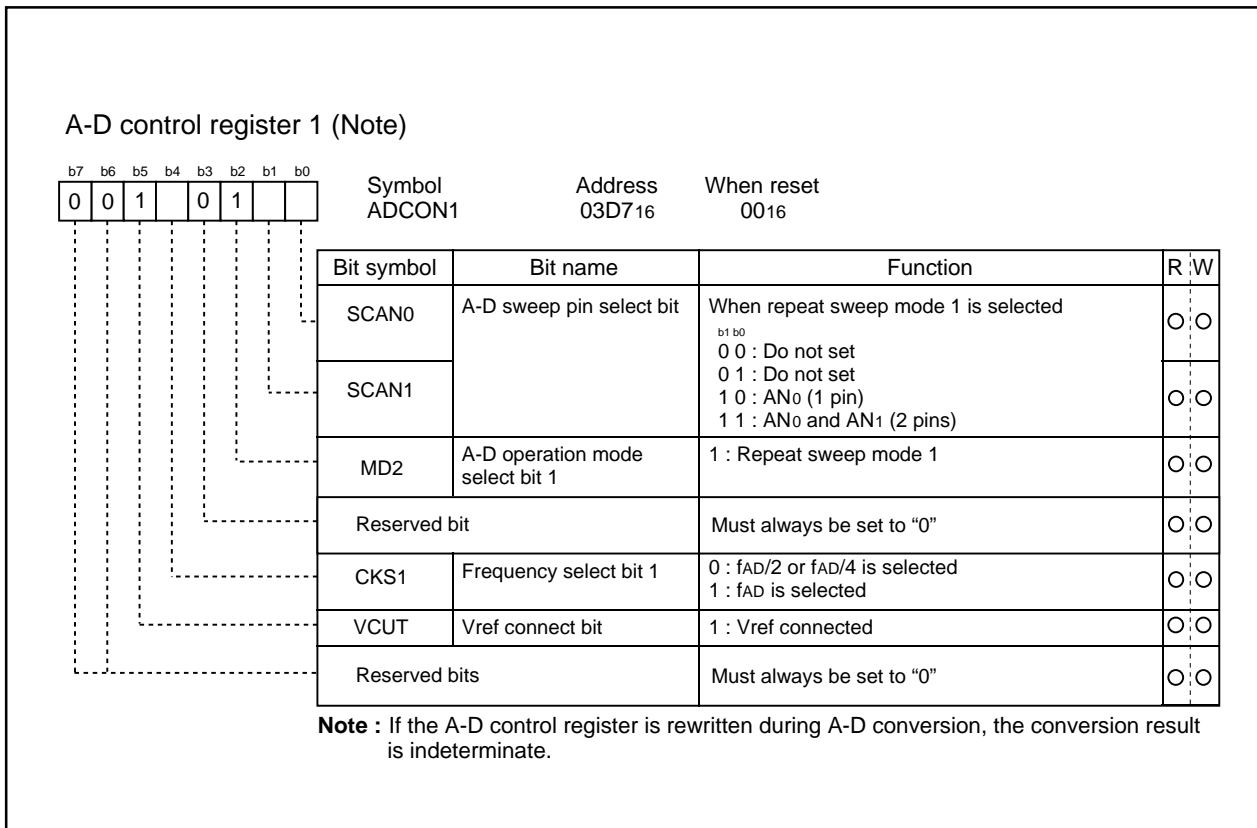 A-D control register 1 (Note)
b7 b6 b5 b4 b3 b2 b1 b0
0 0 1 0 1
Symbol Address When reset
ADCON1 03D716 0016
Bit symbol Bit name Function R W
SCAN0 A-D sweep pin select bit When repeat sweep mode 1 is selected
b1 b0
0 0 : Do not set
0 1 : Do not set
SCAN1
1 0 : AN0 (1 pin)
1 1 : AN0 and AN1 (2 pins)
MD2 A-D operation mode select bit 1 1 : Repeat sweep mode 1
Reserved bit Must always be set to “0”
CKS1 Frequency select bit 1 0 : fAD/2 or fAD/4 is selected
1 : fAD is selected
VCUT Vref connect bit 1 : Vref connected
Reserved bits Must always be set to “0”
Note : If the A-D control register is rewritten during A-D conversion, the conversion result
is indeterminate.